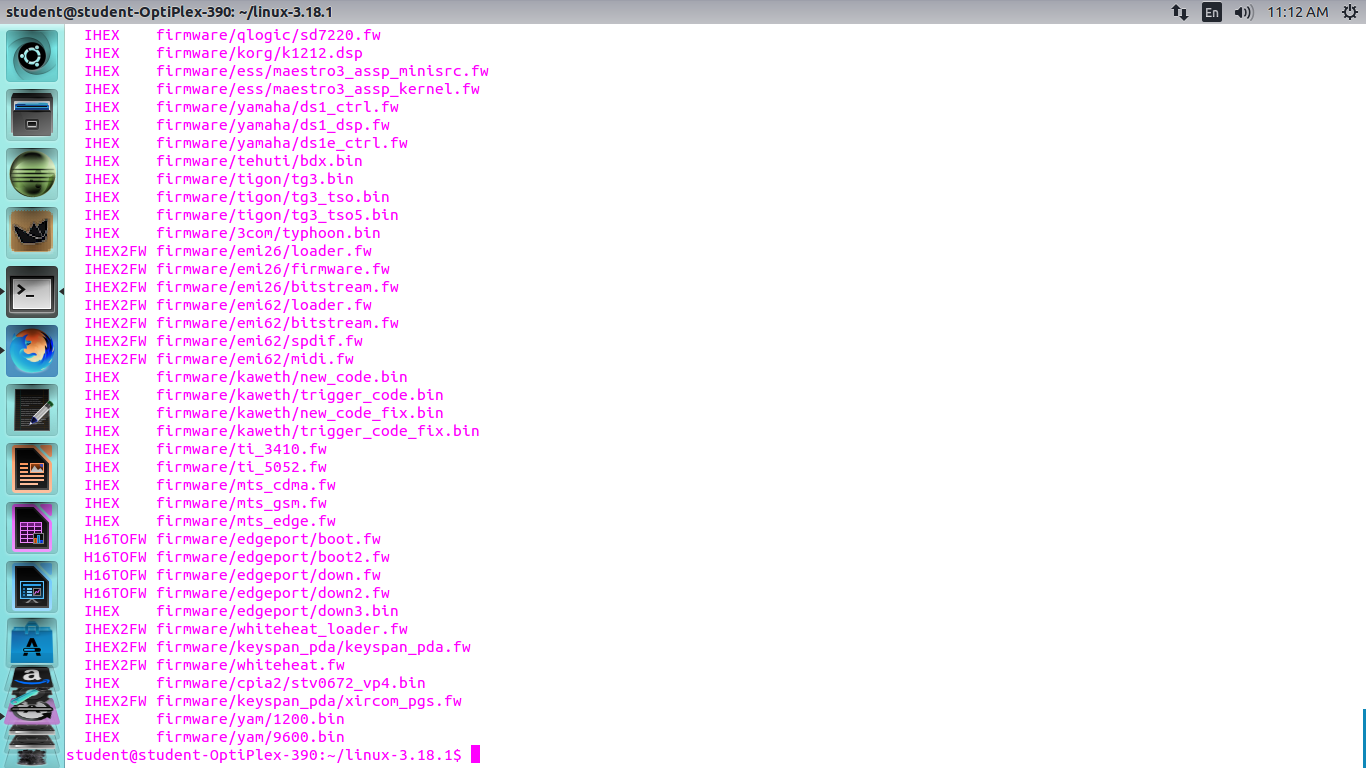 student@student-OptiPlex-390: ~/linux-3.18.1 En 11:12 AM
IHEX firmware/qlogic/sd7220.fw
IHEX firmware/korg/k1212.dsp
IHEX firmware/ess/maestro3_assp_minisrc.fw
IHEX firmware/ess/maestro3_assp_kernel.fw
IHEX firmware/yamaha/ds1_ctrl.fw
IHEX firmware/yamaha/ds1_dsp.fw
IHEX firmware/yamaha/ds1e_ctrl.fw
IHEX firmware/tehuti/bdx.bin
IHEX firmware/tigon/tg3.bin
IHEX firmware/tigon/tg3_tso.bin
IHEX firmware/tigon/tg3_tso5.bin
IHEX firmware/3com/typhoon.bin
IHEX2FW firmware/emi26/loader.fw
IHEX2FW firmware/emi26/firmware.fw
IHEX2FW firmware/emi26/bitstream.fw
IHEX2FW firmware/emi62/loader.fw
IHEX2FW firmware/emi62/bitstream.fw
IHEX2FW firmware/emi62/spdif.fw
IHEX2FW firmware/emi62/midi.fw
IHEX firmware/kaweth/new_code.bin
IHEX firmware/kaweth/trigger_code.bin
IHEX firmware/kaweth/new_code_fix.bin
IHEX firmware/kaweth/trigger_code_fix.bin
IHEX firmware/ti_3410.fw
IHEX firmware/ti_5052.fw
IHEX firmware/mts_cdma.fw
IHEX firmware/mts_gsm.fw
IHEX firmware/mts_edge.fw
H16TOFW firmware/edgeport/boot.fw
H16TOFW firmware/edgeport/boot2.fw
H16TOFW firmware/edgeport/down.fw
H16TOFW firmware/edgeport/down2.fw
IHEX firmware/edgeport/down3.bin
IHEX2FW firmware/whiteheat_loader.fw
IHEX2FW firmware/keyspan_pda/keyspan_pda.fw
IHEX2FW firmware/whiteheat.fw
IHEX firmware/cpia2/stv0672_vp4.bin
IHEX2FW firmware/keyspan_pda/xircom_pgs.fw
IHEX firmware/yam/1200.bin
IHEX firmware/yam/9600.bin
student@student-OptiPlex-390:~/linux-3.18.1$